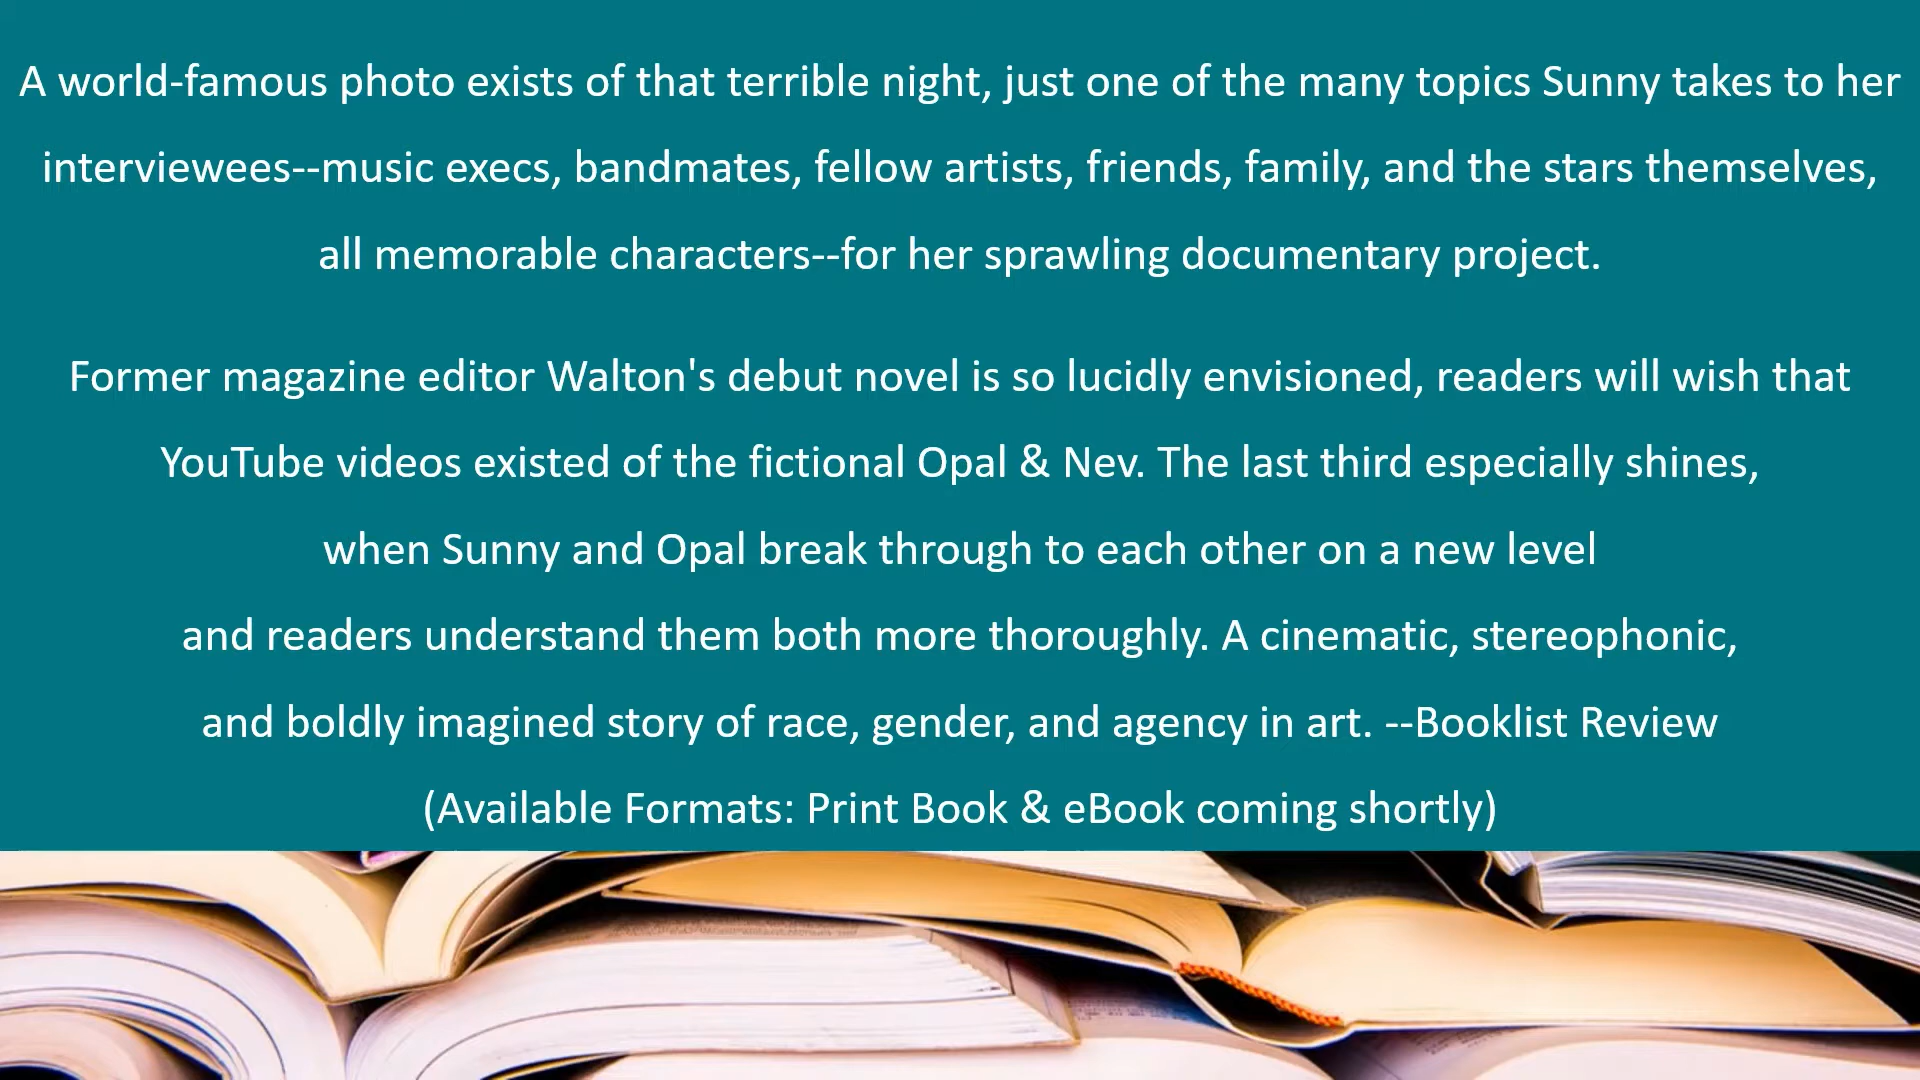 A world-famous photo exists of that terrible night, just one of the many topics Sunny takes to her
interviewees--music execs, bandmates, fellow artists, friends, family, and the stars themselves,
all memorable characters--for her sprawling documentary project.
Former magazine editor Walton's debut novel is so lucidly envisioned, readers will wish that
YouTube videos existed of the fictional Opal & Nev. The last third especially shines,
when Sunny and Opal break through to each other on a new level
and readers understand them both more thoroughly. A cinematic, stereophonic,
and boldly imagined story of race, gender, and agency in art. --Booklist Review
(Available Formats: Print Book & eBook coming shortly)